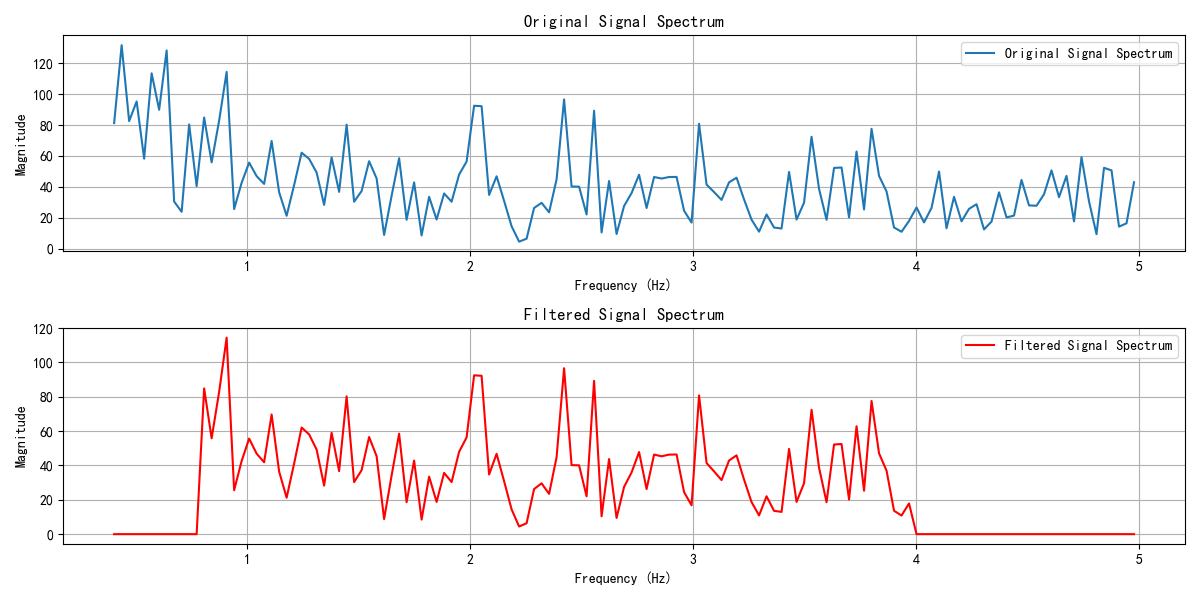 Original Signal Spectrum
Original Signal Spectrum
Magnitude
120
100
80
60
40
20
0
1 2 3 4 5
Frequency (Hz)
Filtered Signal Spectrum
Filtered Signal Spectrum
Magnitude
120
100
80
60
40
20
0
1 2 3 4 5
Frequency (Hz)